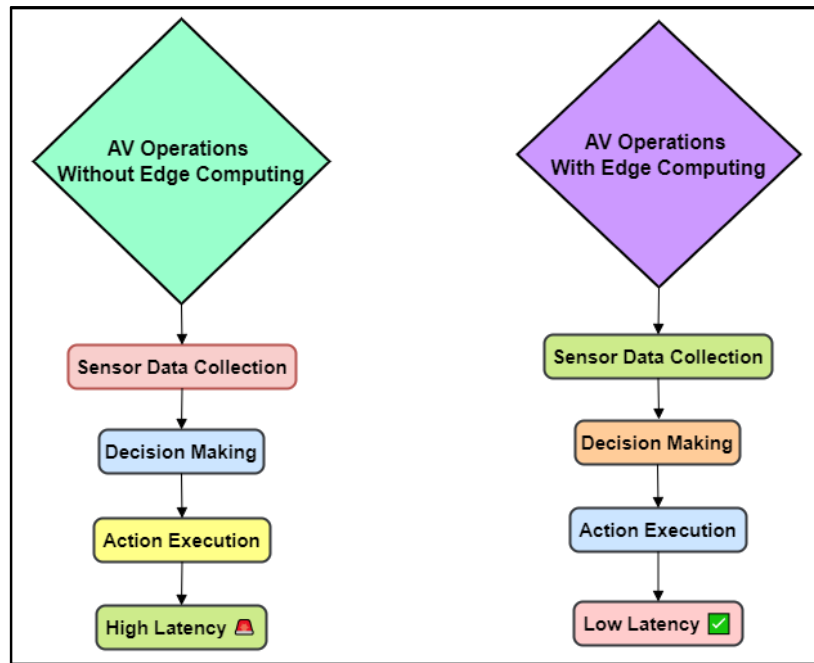 AV Operations
Without Edge Computing
Sensor Data Collection
Decision Making
Action Execution
High Latency 🚨
AV Operations
With Edge Computing
Sensor Data Collection
Decision Making
Action Execution
Low Latency ✅